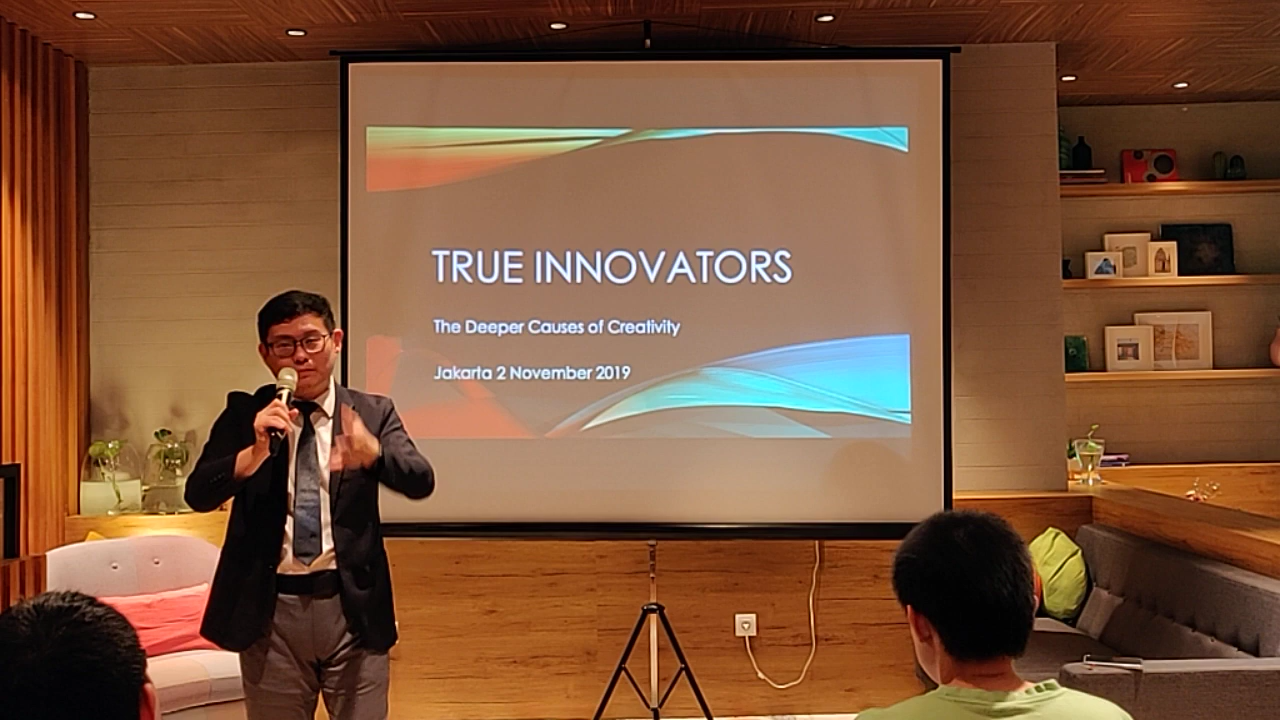 TRUE INNOVATORS
The Deeper Causes of Creativity
Jakarta 2 November 2019